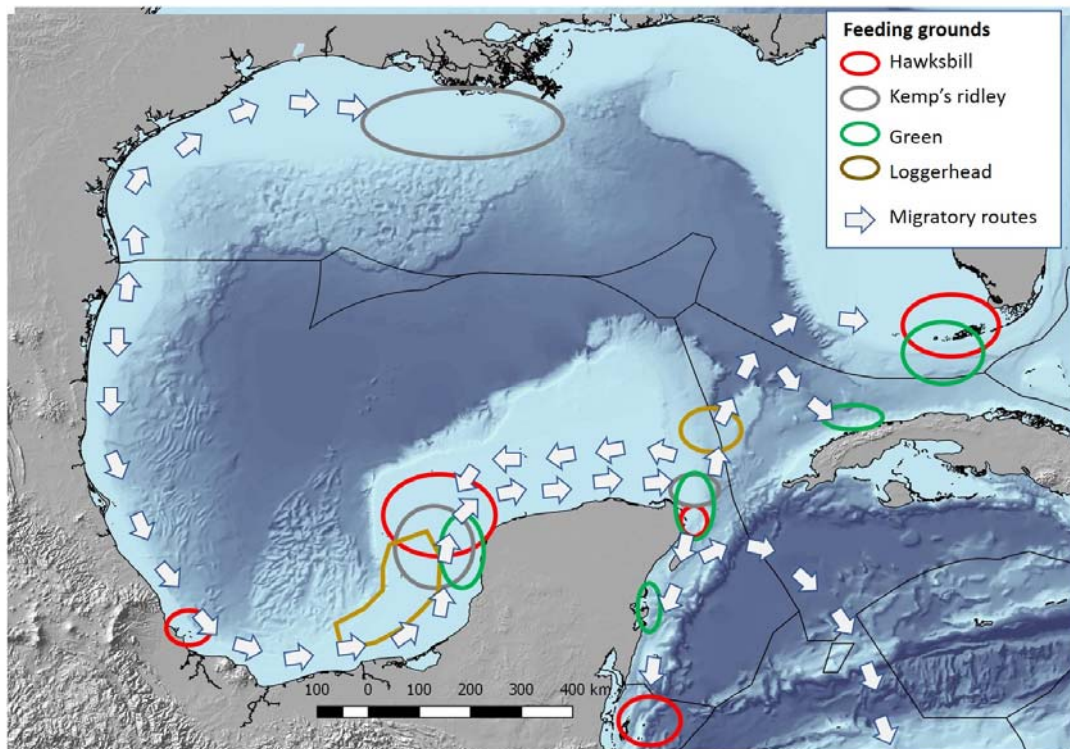 Feeding grounds
Hawksbill
Kemp's ridley
Green
Loggerhead
Migratory routes
100 0 100 200 300 400 km